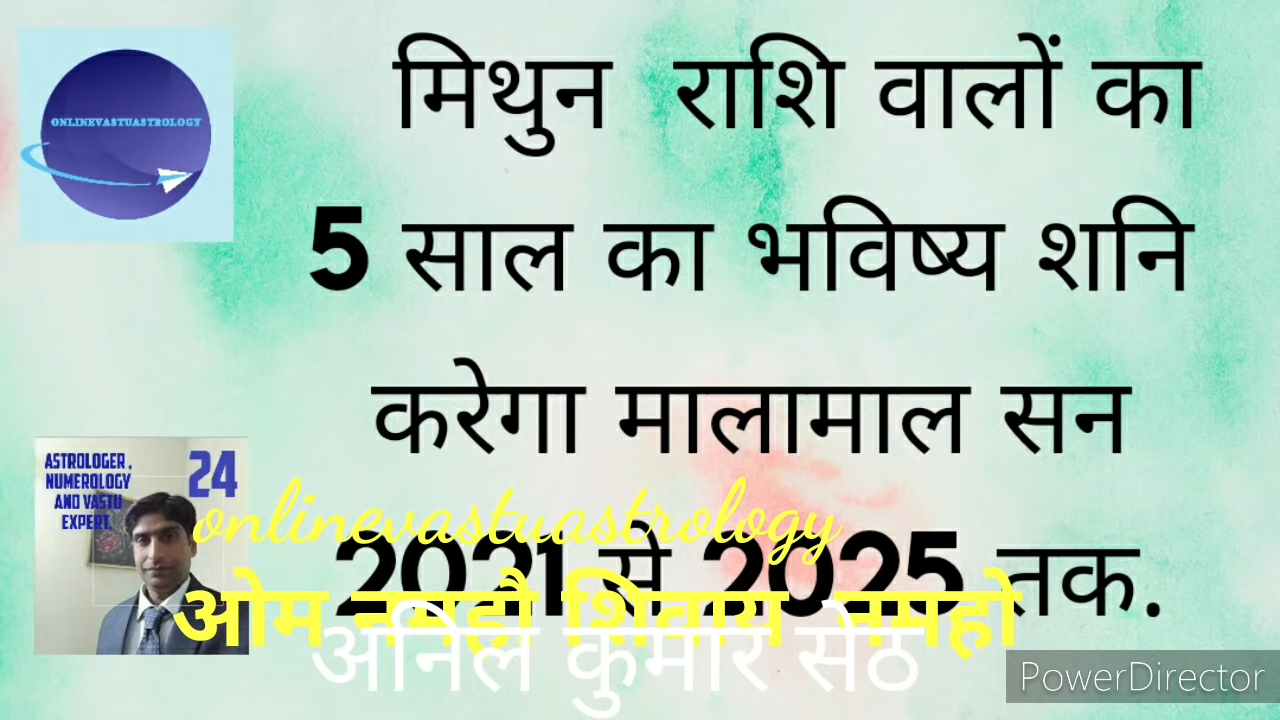 ONLINEVASTUASTROLOGY
मिथुन राशि वालों का
5 साल का भविष्य शनि
करेगा मालामाल सन
2021 से 2025 तक.
ASTROLOGER,
NUMEROLOGY
AND VASTU
EXPERT.
24
onlinevastuastrology
ओम नमहौ शिवाय नमहो
अनिल कुमार सेठ
PowerDirector